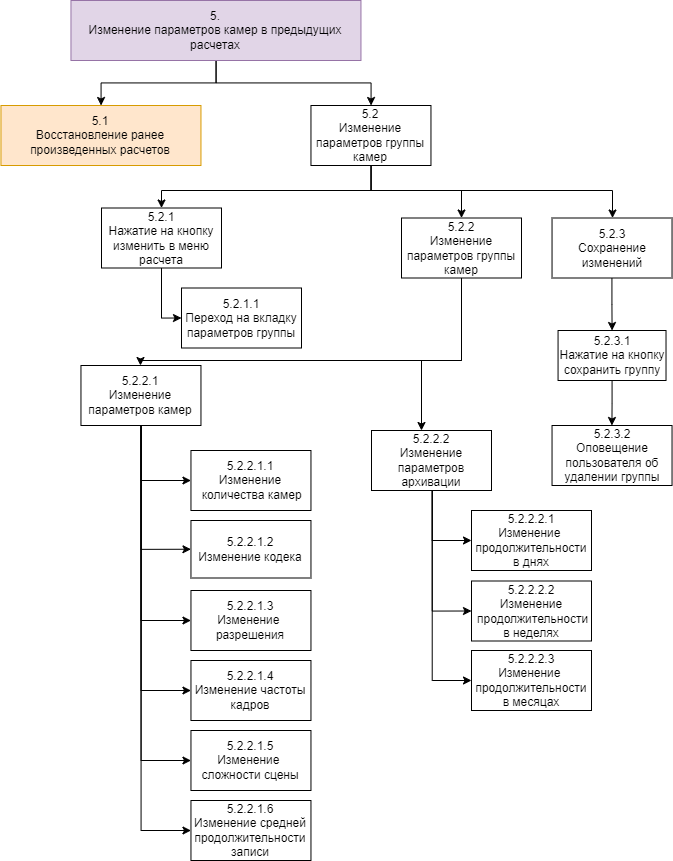 5.
Изменение параметров камер в предыдущих
расчетах
5.1
Восстановление ранее
произведенных расчетов
5.2
Изменение
параметров группы
камер
5.2.1
Нажатие на кнопку
изменить в меню
расчета
5.2.2
Изменение
параметров группы
камер
5.2.3
Сохранение
изменений
5.2.1.1
Переход на вкладку
параметров группы
5.2.3.1
Нажатие на кнопку
сохранить группу
5.2.2.1
Изменение
параметров камер
5.2.2.2
Изменение
параметров
архивации
5.2.3.2
Оповещение
пользователя об
удалении группы
5.2.2.1.1
Изменение
количества камер
5.2.2.1.2
Изменение кодека
5.2.2.1.3
Изменение
разрешения
5.2.2.1.4
Изменение частоты
кадров
5.2.2.1.5
Изменение
сложности сцены
5.2.2.1.6
Изменение средней
продолжительности
записи
5.2.2.2.1
Изменение
продолжительности
в днях
5.2.2.2.2
Изменение
продолжительности
в неделях
5.2.2.2.3
Изменение
продолжительности
в месяцах